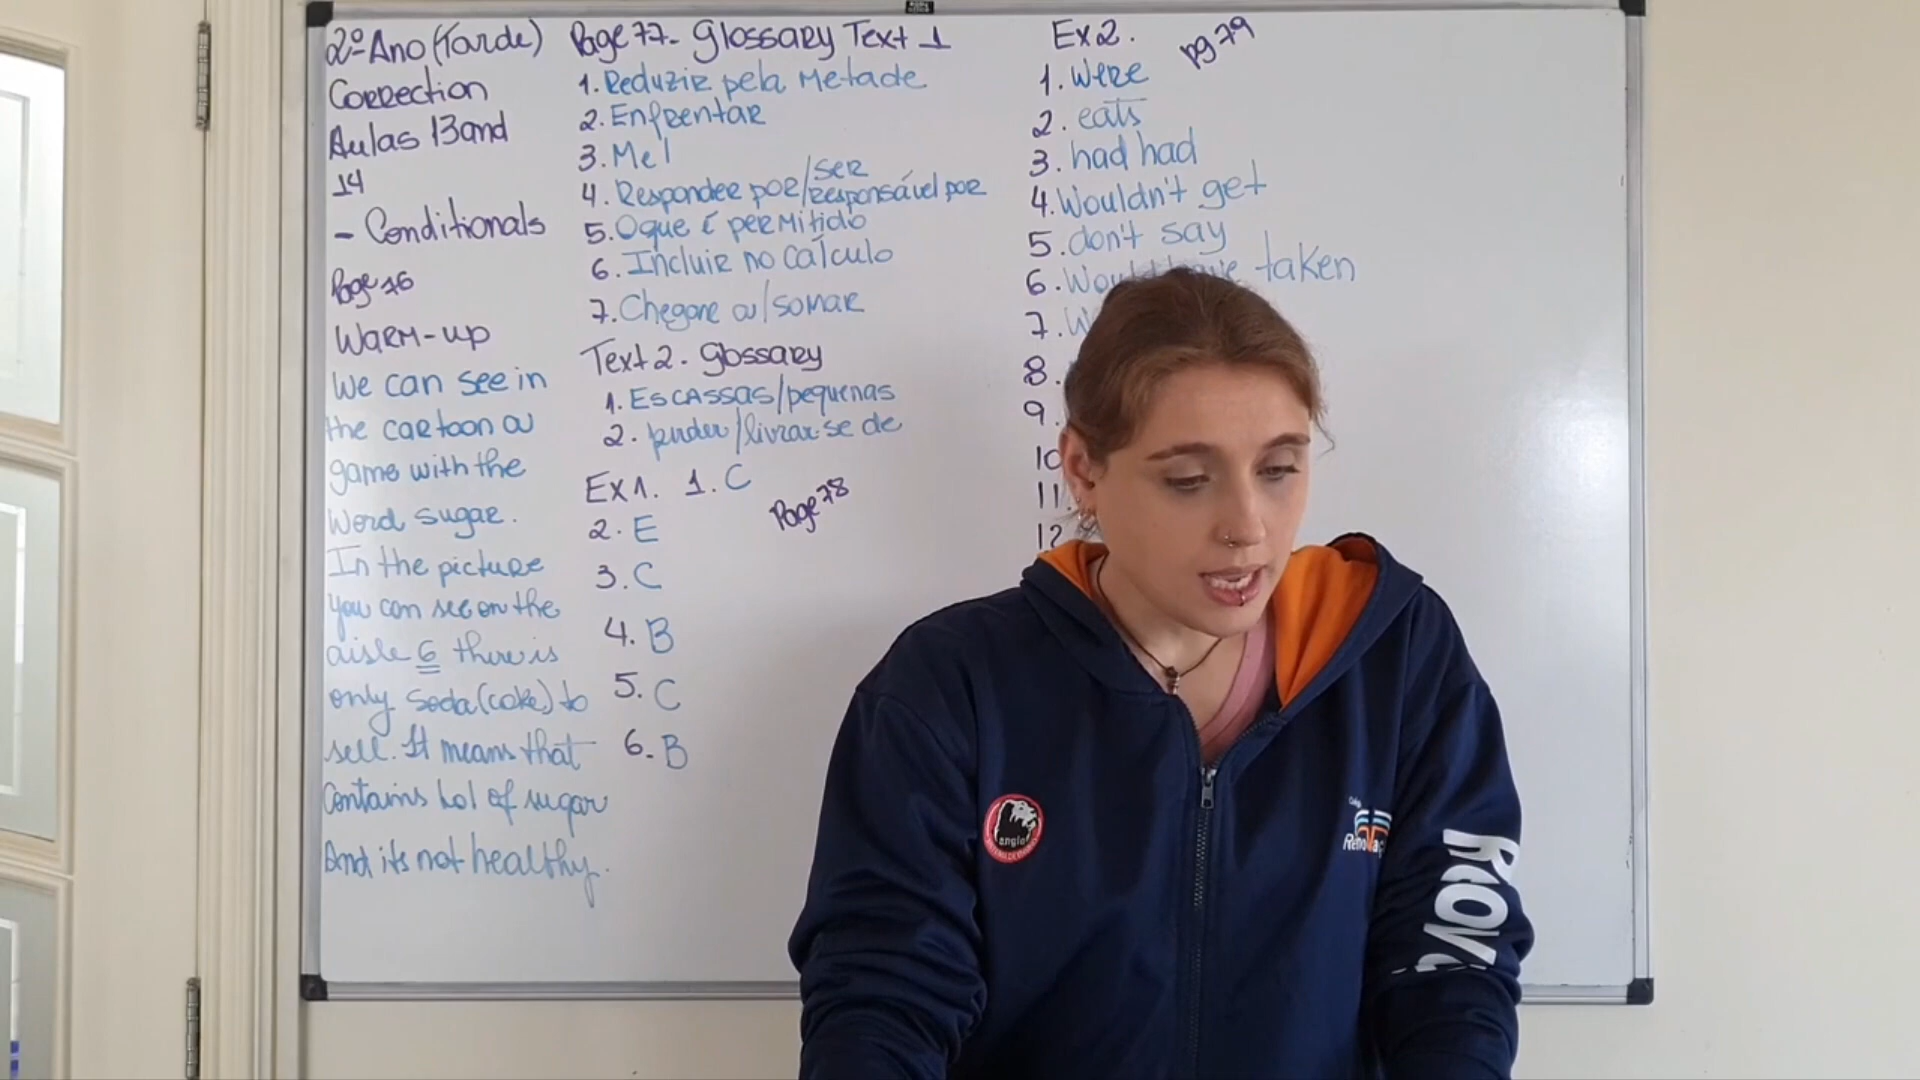 2º Ano (Tarde)
Correction
Aulas 13 and
14
- Conditionals
Page 76
Warm-up
We can see in
the cartoon a
game with the
word sugar.
In the picture
you can see on the
aisle 6 there is
only soda (coke) to
sell. It means that
contains lot of sugar
And its not healthy.
Page 77 - Glossary Text 1
1. Reduzir pela metade
2. Enfrentar
3. Mel
4. Responder por/ser
responsável por
5. Oque é permitido
6. Incluir no cálculo
7. Chegar a/somar
Text 2 - Glossary
1. Escassas/pequenas
2. perder/livrar-se de
Ex 1. 1. C
Page 78
2. E
3. C
4. B
5. C
6. B
Ex 2.
pg 79
1. Were
2. eats
3. had had
4. Wouldn't get
5. don't say
6. Would have taken
7.
8.
9.
10
11
12
anglo